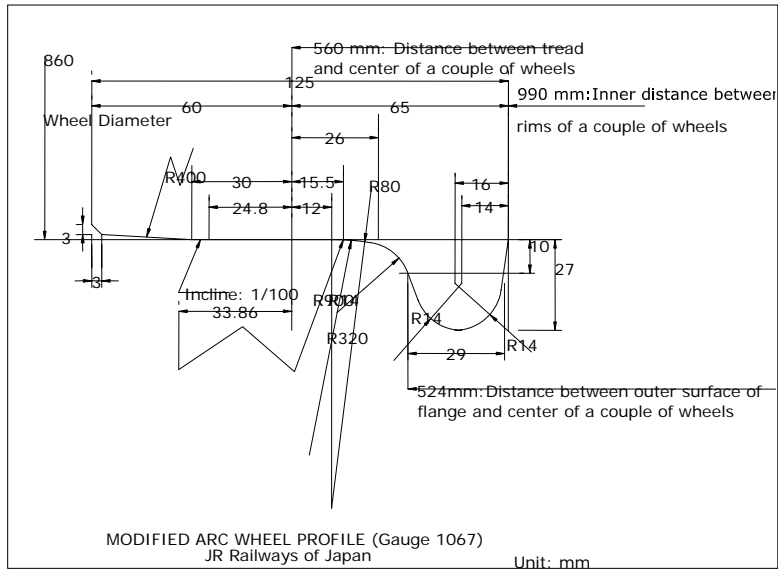 560 mm: Distance between tread
and center of a couple of wheels
860
125
990 mm:Inner distance between
60
65
Wheel Diameter
rims of a couple of wheels
26
R400
30
15.5
R80
16
24.8
12
14
3
10
3
27
Incline: 1/100
R900
R14
33.86
R14
R320
R14
29
524mm:Distance between outer surface of
flange and center of a couple of wheels
MODIFIED ARC WHEEL PROFILE (Gauge 1067)
JR Railways of Japan
Unit: mm